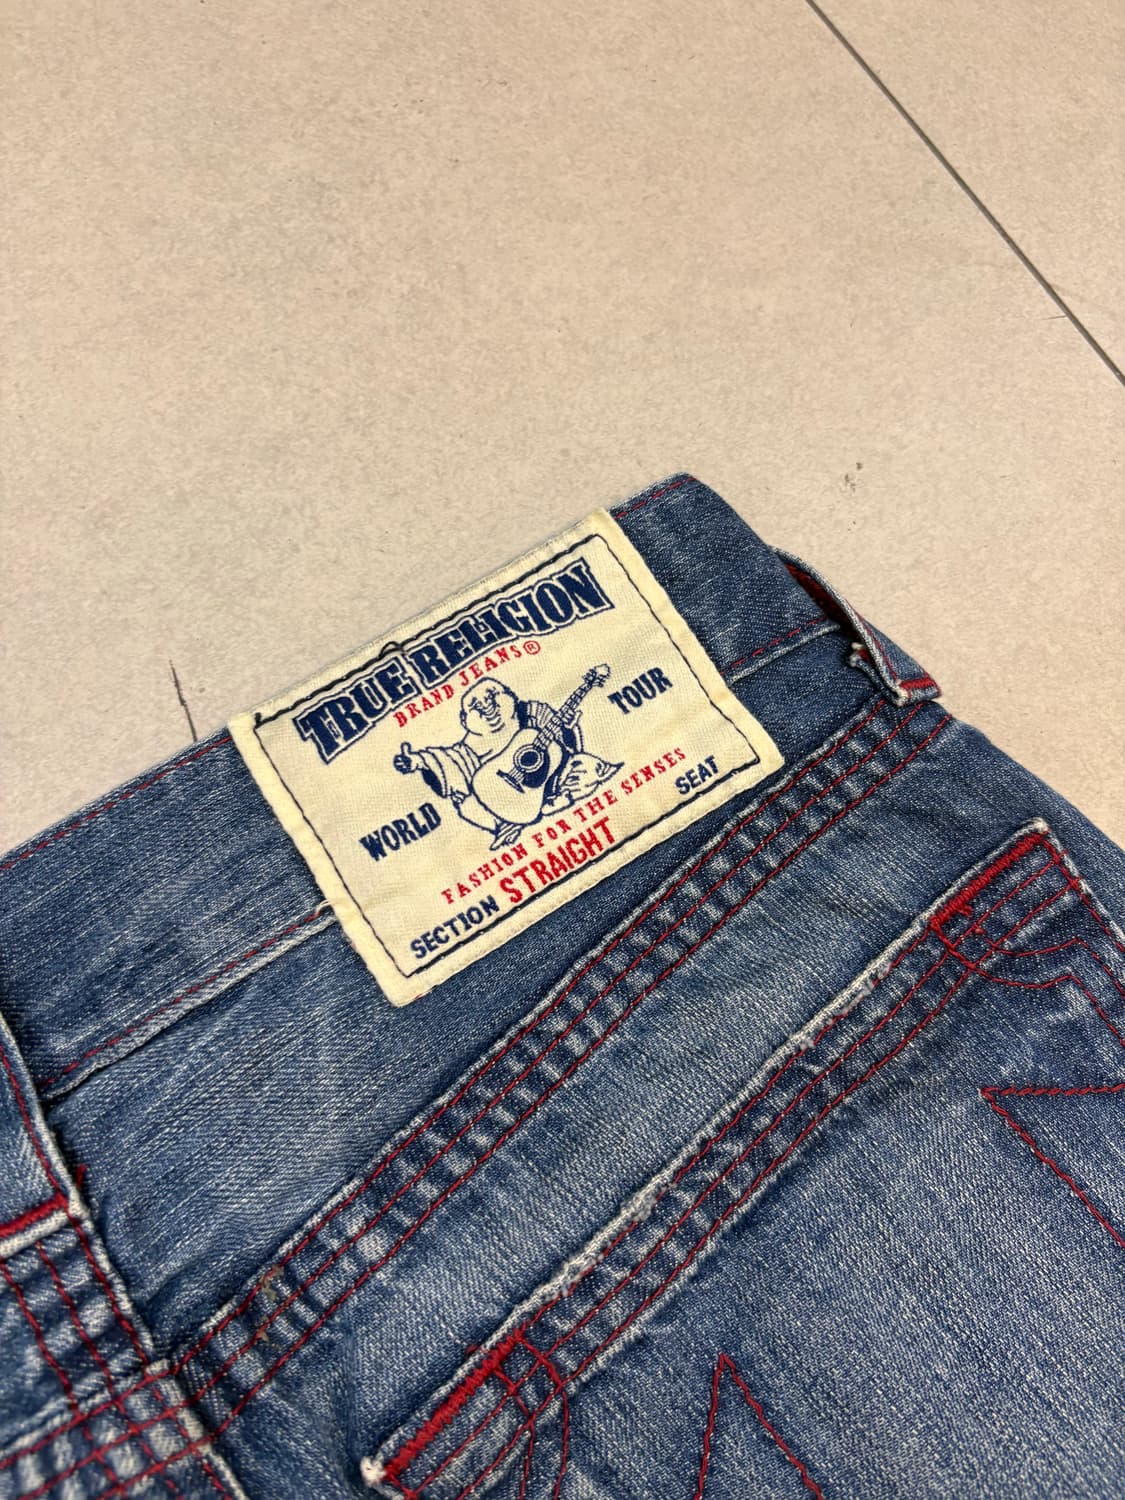 TRUE RELIGION
BRAND JEANS®
WORLD TOUR
FASHION FOR THE SENSES
SECTION STRAIGHT SEAT